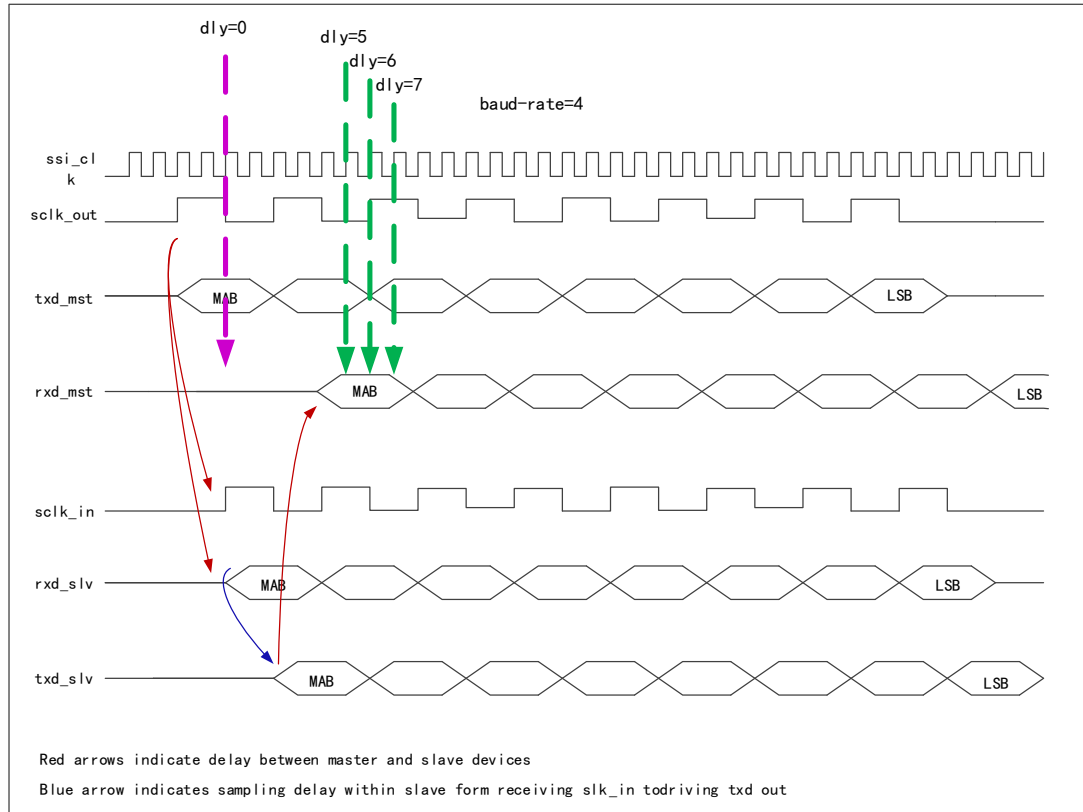 dly=0
dly=5
dly=6
dly=7
baud-rate=4
ssi_cl
k
sclk_out
txd_mst
MAB
LSB
rxd_mst
MAB
LSB
sclk_in
rxd_slv
MAB
LSB
txd_slv
MAB
LSB
Red arrows indicate delay between master and slave devices
Blue arrow indicates sampling delay within slave form receiving slk_in todriving txd out